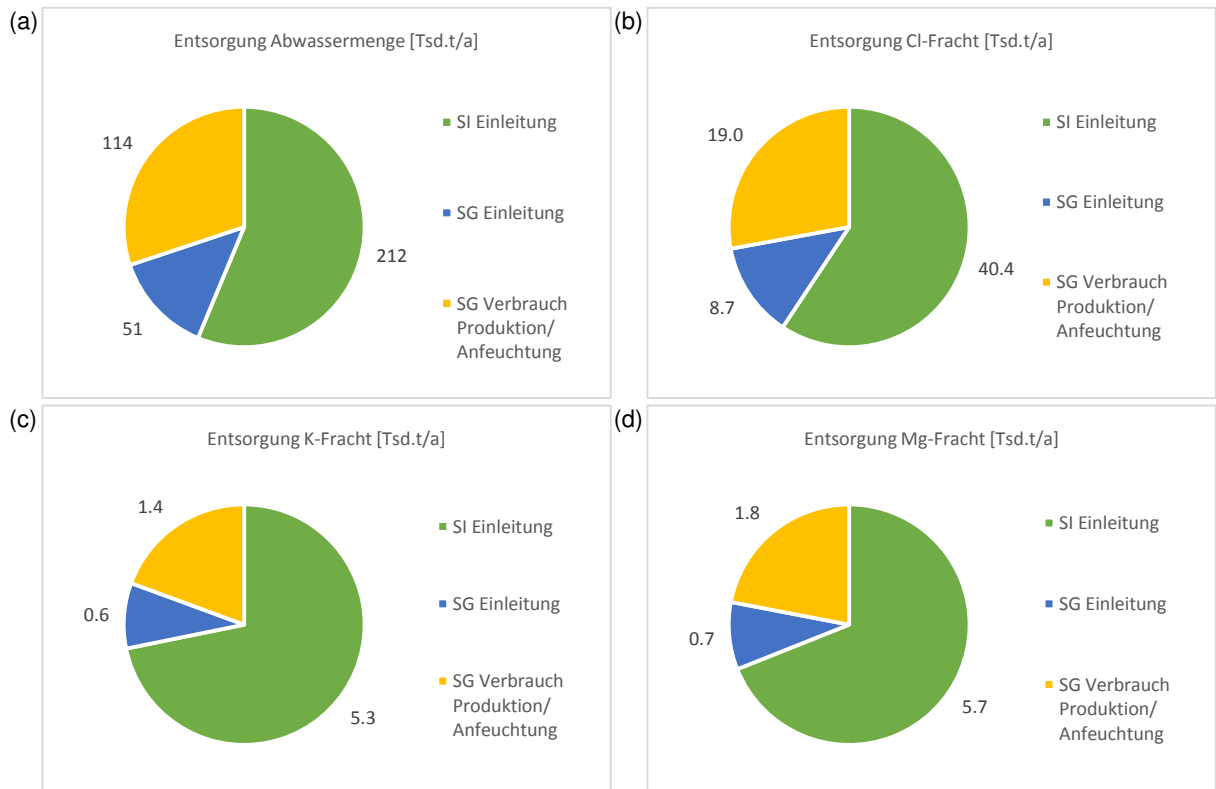 (a)
Entsorgung Abwassermenge [Tsd.t/a]
114
51
212
SI Einleitung
SG Einleitung
SG Verbrauch
Produktion/
Anfeuchtung
(b)
Entsorgung Cl-Fracht [Tsd.t/a]
19.0
8.7
40.4
SI Einleitung
SG Einleitung
SG Verbrauch
Produktion/
Anfeuchtung
(c)
Entsorgung K-Fracht [Tsd.t/a]
1.4
0.6
5.3
SI Einleitung
SG Einleitung
SG Verbrauch
Produktion/
Anfeuchtung
(d)
Entsorgung Mg-Fracht [Tsd.t/a]
1.8
0.7
5.7
SI Einleitung
SG Einleitung
SG Verbrauch
Produktion/
Anfeuchtung